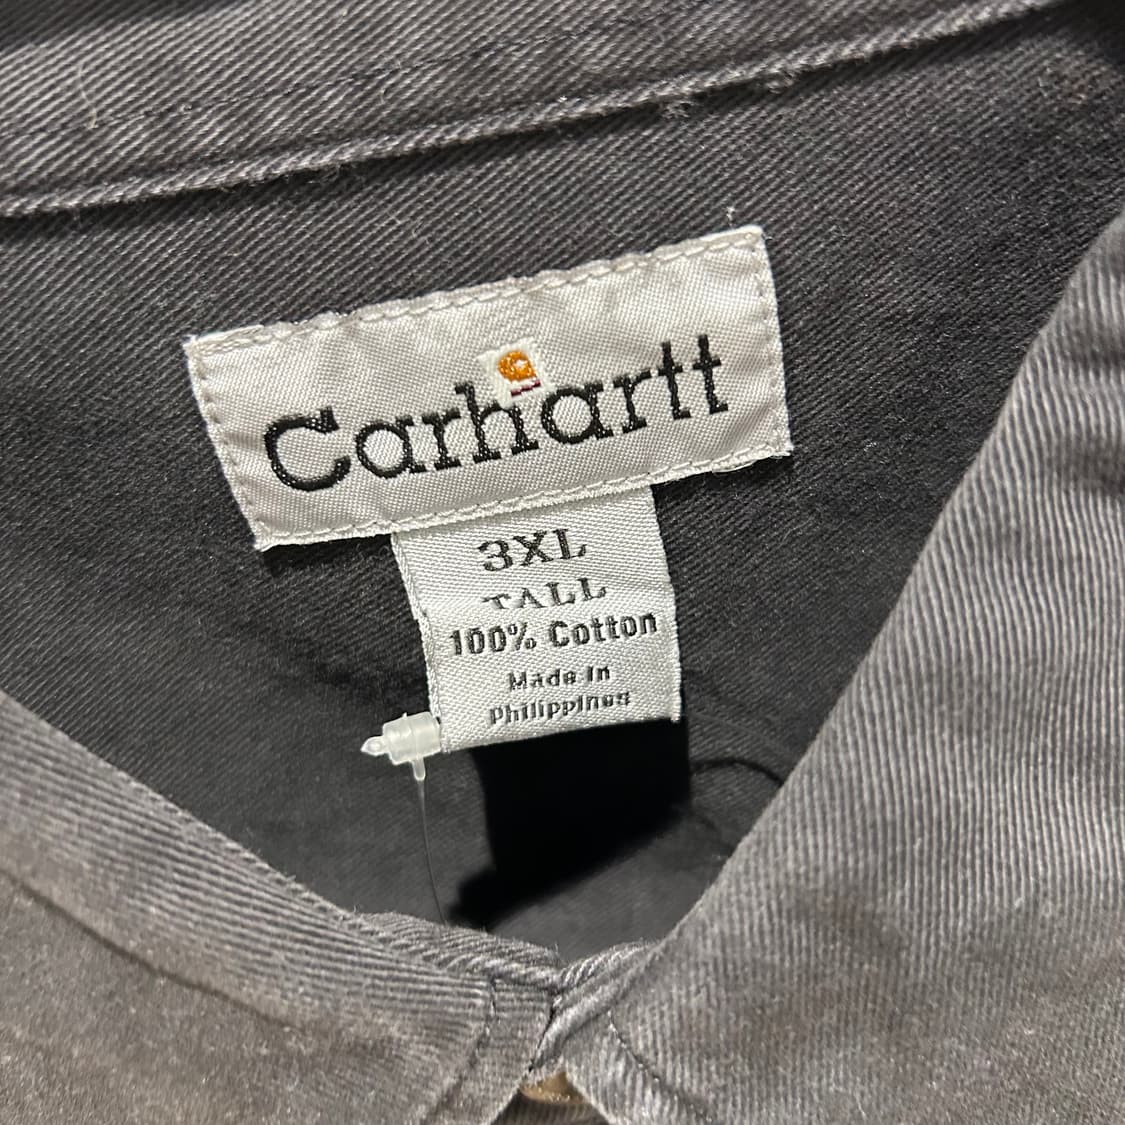 Carhartt
3XL
TALL
100% Cotton
Made In
Philippines